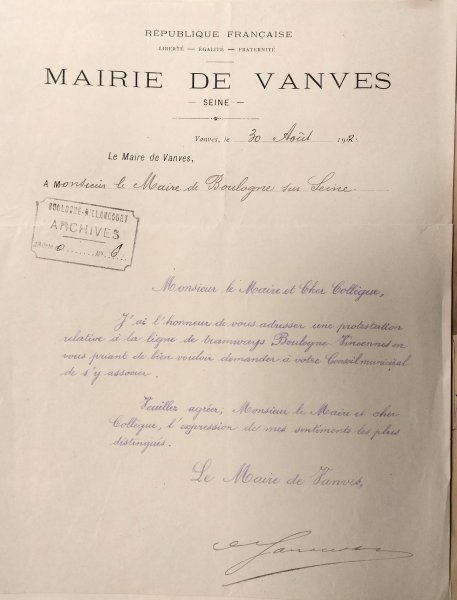 RÉPUBLIQUE FRANÇAISE
LIBERTÉ — ÉGALITÉ — FRATERNITÉ
MAIRIE DE VANVES
— SEINE —
Vanves, le 30 Août 191
Le Maire de Vanves,
A Monsieur le Maire de Boulogne sur Seine
BOULOGNE-BILLANCOURT
ARCHIVES
Monsieur le Maire et Cher Collègue,
J'ai l'honneur de vous adresser une protestation
relative à la ligne de tramways Boulogne Vincennes en
vous priant de bien vouloir demander à votre Conseil municipal
de s'y associer.
Veuillez agréer, Monsieur le Maire et cher
Collègue, l'expression de mes sentiments les plus
distingués.
Le Maire de Vanves,